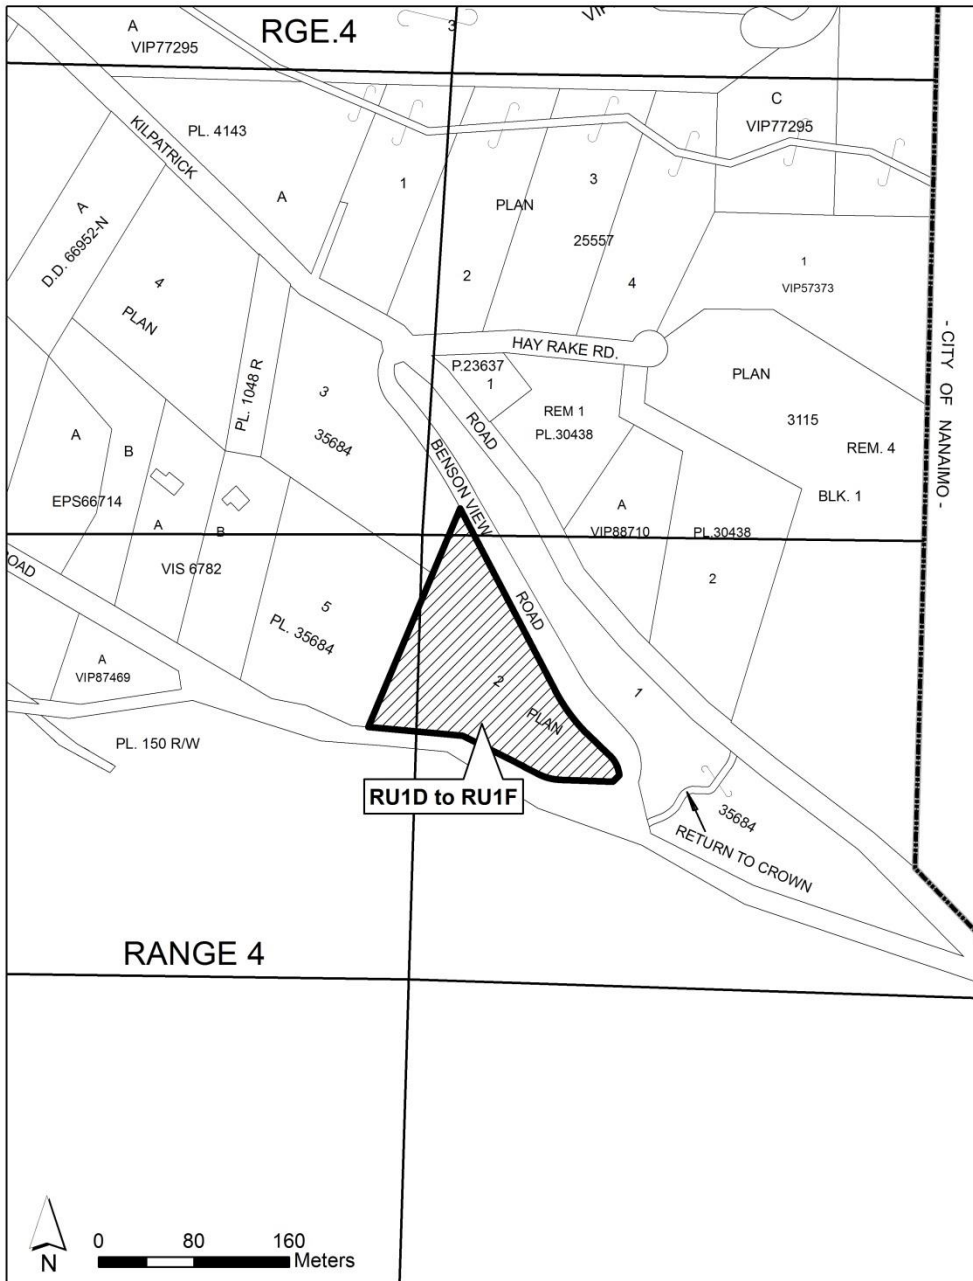 RGE.4
A
VIP77295
3
VIP
PL. 4143
KILPATRICK
A
1
PLAN
3
25557
2
4
C
VIP77295
1
VIP57373
A
D.D. 66952-N
4
PLAN
PL. 1048 R
3
35684
HAY RAKE RD.
P.23637
1
ROAD
REM 1
PL.30438
PLAN
3115
REM. 4
BLK. 1
- CITY OF NANAIMO -
A
B
EPS66714
A
B
VIS 6782
BENSON VIEW
ROAD
A
VIP88710
PL.30438
2
OAD
5
PL. 35684
A
VIP87469
PL. 150 R/W
2
PLAN
1
35684
RETURN TO CROWN
RU1D to RU1F
RANGE 4
N
0 80 160
Meters